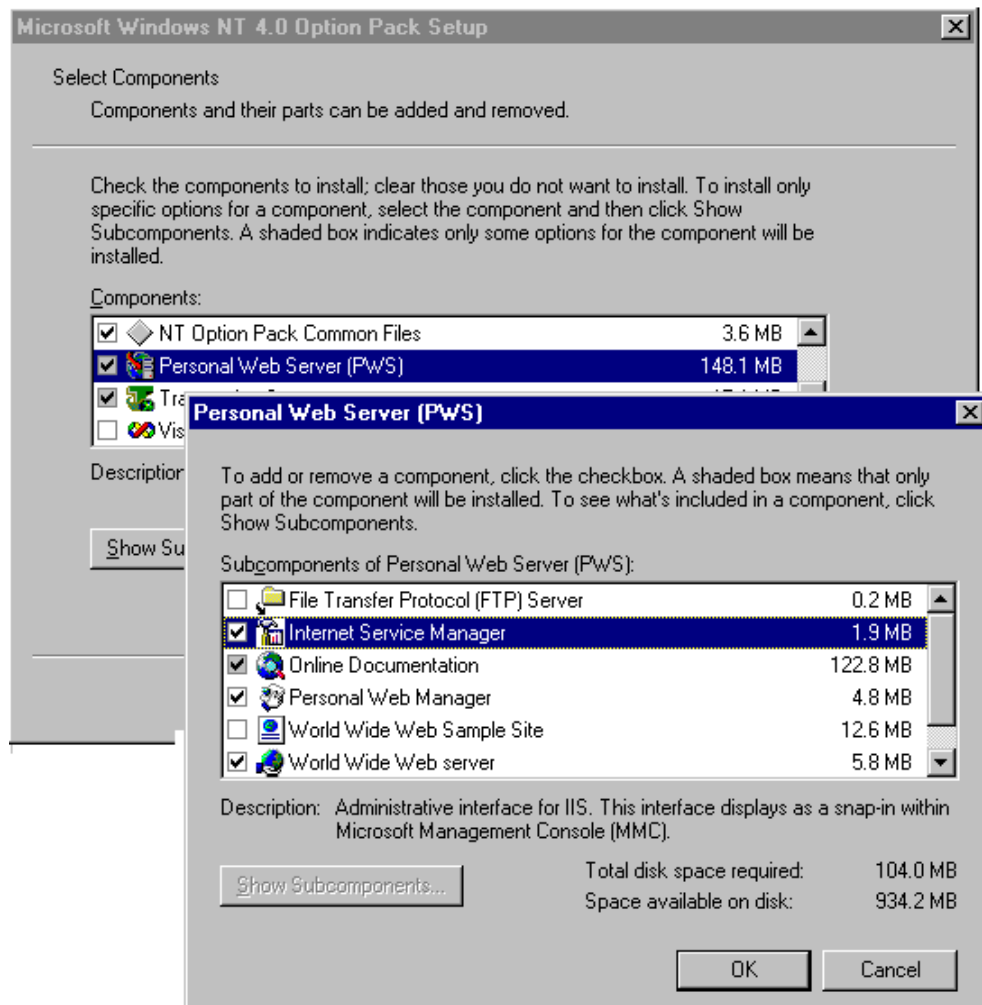 Microsoft Windows NT 4.0 Option Pack Setup
Select Components
Components and their parts can be added and removed.
Check the components to install; clear those you do not want to install. To install only
specific options for a component, select the component and then click Show
Subcomponents. A shaded box indicates only some options for the component will be
installed.
Components:
NT Option Pack Common Files 3.6 MB
Personal Web Server (PWS) 148.1 MB
Personal Web Server (PWS)
To add or remove a component, click the checkbox. A shaded box means that only
part of the component will be installed. To see what's included in a component, click
Show Subcomponents.
Subcomponents of Personal Web Server (PWS):
File Transfer Protocol (FTP) Server 0.2 MB
Internet Service Manager 1.9 MB
Online Documentation 122.8 MB
Personal Web Manager 4.8 MB
World Wide Web Sample Site 12.6 MB
World Wide Web server 5.8 MB
Description: Administrative interface for IIS. This interface displays as a snap-in within
Microsoft Management Console (MMC).
Show Subcomponents...
Total disk space required: 104.0 MB
Space available on disk: 934.2 MB
OK Cancel
Description
Show Su